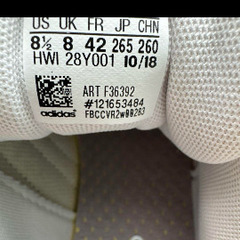 US UK FR JP CHN
8½ 8 42 265 260
HWI 28Y001 10/18
ART F36392
#121653484
adidas FBCCVR2w08283